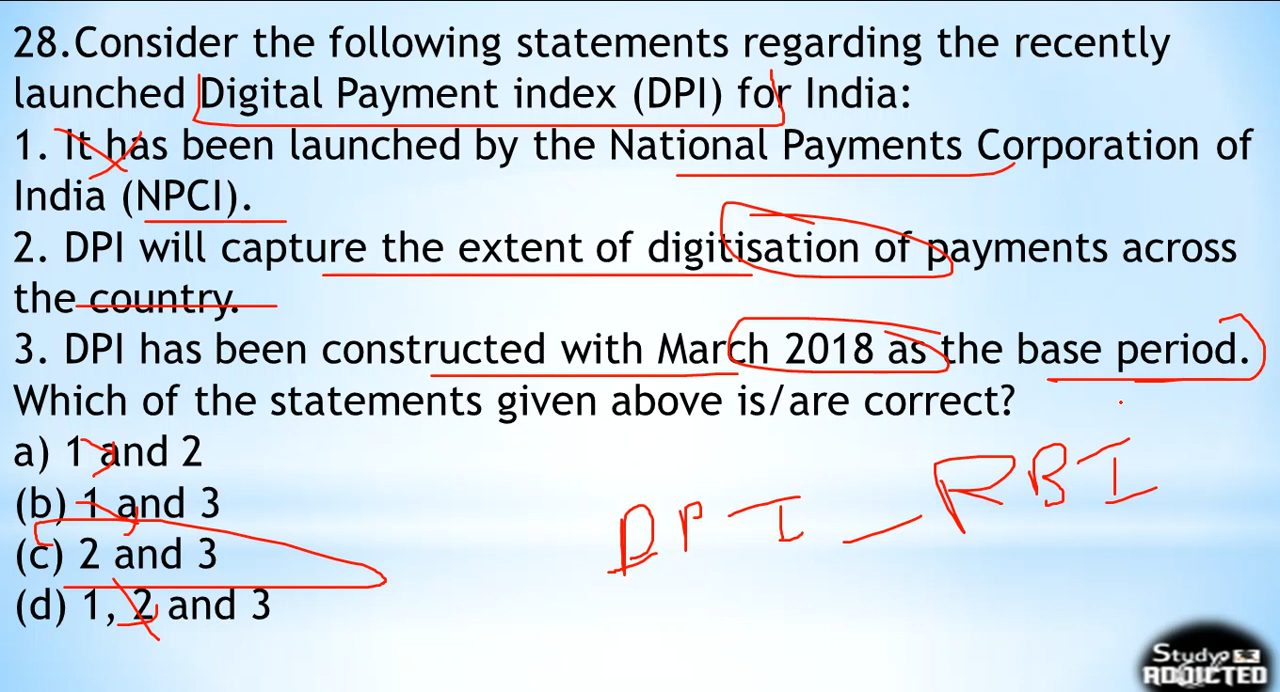 28.Consider the following statements regarding the recently
launched Digital Payment index (DPI) for India:
1. It has been launched by the National Payments Corporation of
India (NPCI).
2. DPI will capture the extent of digitisation of payments across
the country.
3. DPI has been constructed with March 2018 as the base period.
Which of the statements given above is/are correct?
a) 1 and 2
(b) 1 and 3
(c) 2 and 3
(d) 1, 2 and 3
DPI - RBI
Study
ADDICTED